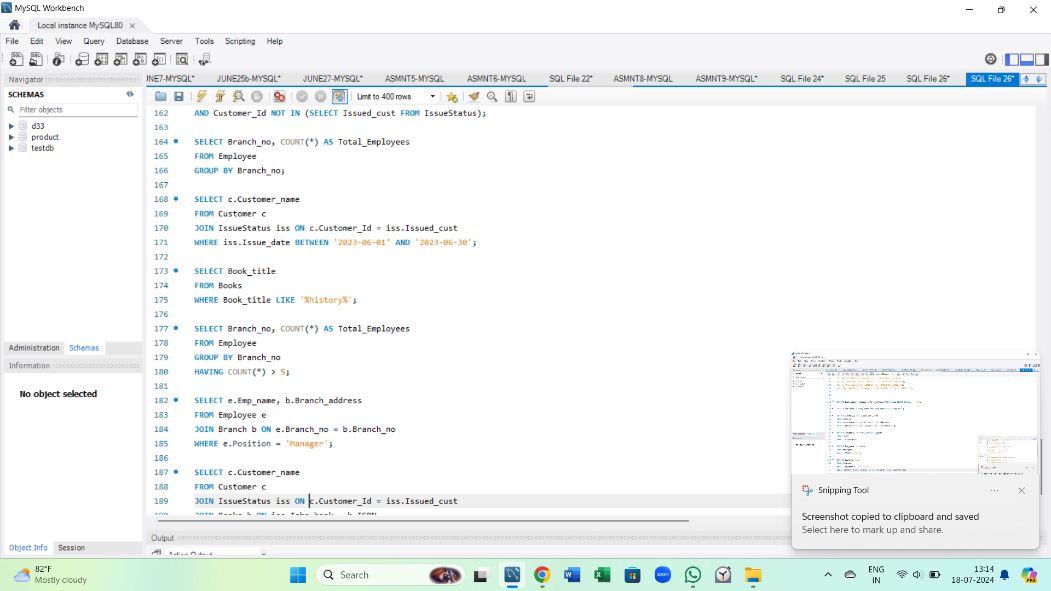 MySQL Workbench
Local instance MySQL80
File Edit View Query Database Server Tools Scripting Help
Navigator
SCHEMAS
Filter objects
d33
product
testdb
Administration Schemas
Information
No object selected
Object Info Session
UNE7-MYSQL* JUNE25b-MYSQL* JUNE27-MYSQL* ASMNT5-MYSQL ASMNT6-MYSQL SQL File 22* ASMNT8-MYSQL ASMNT9-MYSQL* SQL File 24* SQL File 25 SQL File 26* SQL File 26*
Limit to 400 rows
162 AND Customer_Id NOT IN (SELECT Issued_cust FROM IssueStatus);
163
164 SELECT Branch_no, COUNT(*) AS Total_Employees
165 FROM Employee
166 GROUP BY Branch_no;
167
168 SELECT c.Customer_name
169 FROM Customer c
170 JOIN IssueStatus iss ON c.Customer_Id = iss.Issued_cust
171 WHERE iss.Issue_date BETWEEN '2023-06-01' AND '2023-06-30';
172
173 SELECT Book_title
174 FROM Books
175 WHERE Book_title LIKE '%history%';
176
177 SELECT Branch_no, COUNT(*) AS Total_Employees
178 FROM Employee
179 GROUP BY Branch_no
180 HAVING COUNT(*) > 5;
181
182 SELECT e.Emp_name, b.Branch_address
183 FROM Employee e
184 JOIN Branch b ON e.Branch_no = b.Branch_no
185 WHERE e.Position = 'Manager';
186
187 SELECT c.Customer_name
188 FROM Customer c
189 JOIN IssueStatus iss ON c.Customer_Id = iss.Issued_cust
Output
Action Output
Snipping Tool
Screenshot copied to clipboard and saved
Select here to mark up and share.
82°F
Mostly cloudy
Search
ENG
IN
13:14
18-07-2024